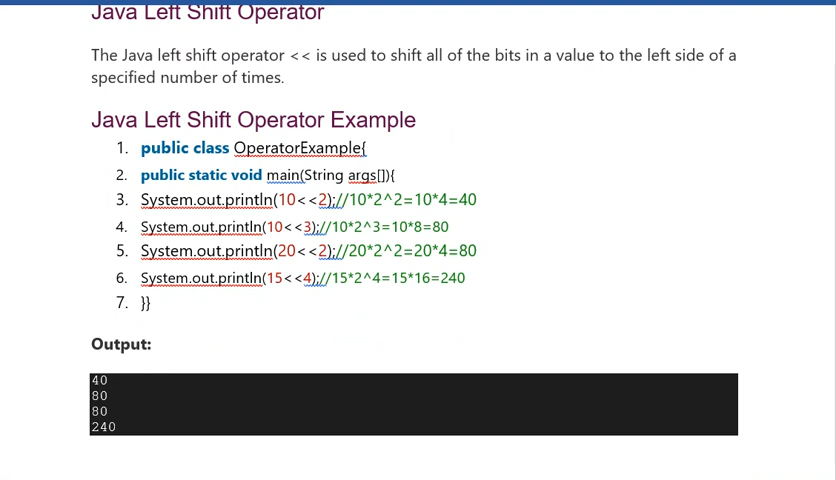 Java Left Shift Operator
The Java left shift operator << is used to shift all of the bits in a value to the left side of a
specified number of times.
Java Left Shift Operator Example
1. public class OperatorExample{
2. public static void main(String args[]){
3. System.out.println(10<<2);//10*2^2=10*4=40
4. System.out.println(10<<3);//10*2^3=10*8=80
5. System.out.println(20<<2);//20*2^2=20*4=80
6. System.out.println(15<<4);//15*2^4=15*16=240
7. }}
Output:
40
80
80
240